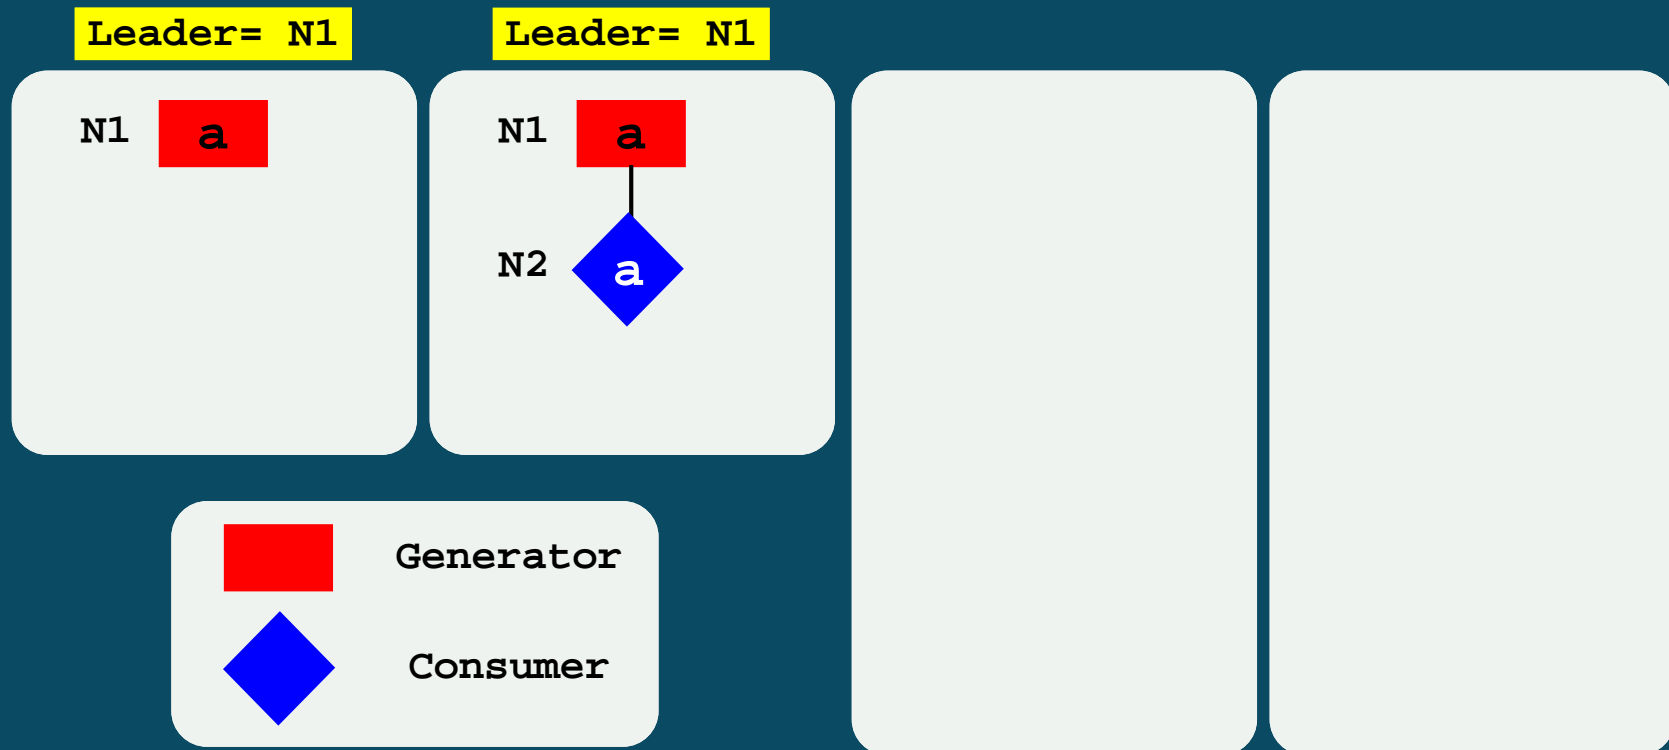 Leader= N1
N1 a
Leader= N1
N1 a
N2 a
Generator
Consumer